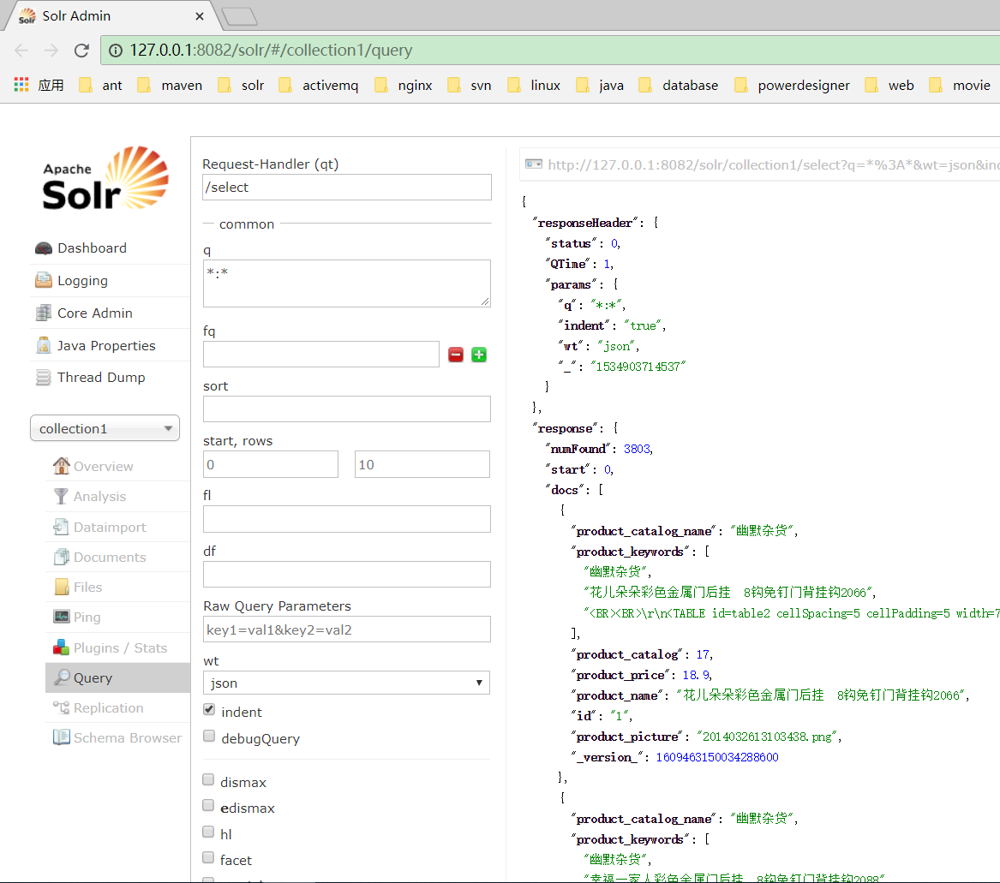 Solr Admin
127.0.0.1:8082/solr/#/collection1/query
应用 ant maven solr activemq nginx svn linux java database powerdesigner web movie
Apache
Solr
Dashboard
Logging
Core Admin
Java Properties
Thread Dump
collection1
Overview
Analysis
Dataimport
Documents
Files
Ping
Plugins / Stats
Query
Replication
Schema Browser
Request-Handler (qt)
/select
common
q
*:*
fq
sort
start, rows
0 10
fl
df
Raw Query Parameters
key1=val1&key2=val2
wt
json
indent
debugQuery
dismax
edismax
hl
facet
http://127.0.0.1:8082/solr/collection1/select?q=*%3A*&wt=json&inc
{
"responseHeader": {
"status": 0,
"QTime": 1,
"params": {
"q": "*:*",
"indent": "true",
"wt": "json",
"_": "1534903714537"
}
},
"response": {
"numFound": 3803,
"start": 0,
"docs": [
{
"product_catalog_name": "幽默杂货",
"product_keywords": [
"幽默杂货",
"花儿朵朵彩色金属门后挂 8钩免钉门背挂钩2066",
"<BR><BR>\r\n<TABLE id=table2 cellSpacing=5 cellPadding=5 width=7
],
"product_catalog": 17,
"product_price": 18.9,
"product_name": "花儿朵朵彩色金属门后挂 8钩免钉门背挂钩2066",
"id": "1",
"product_picture": "2014032613103438.png",
"_version_": 1609463150034288600
},
{
"product_catalog_name": "幽默杂货",
"product_keywords": [
"幽默杂货",
"幸福一家人彩色金属门后挂 8钩免钉门背挂钩2088"